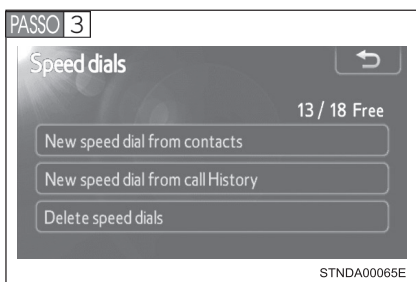 PASSO 3
Speed dials
13 / 18 Free
New speed dial from contacts
New speed dial from call History
Delete speed dials
STNDA00065E